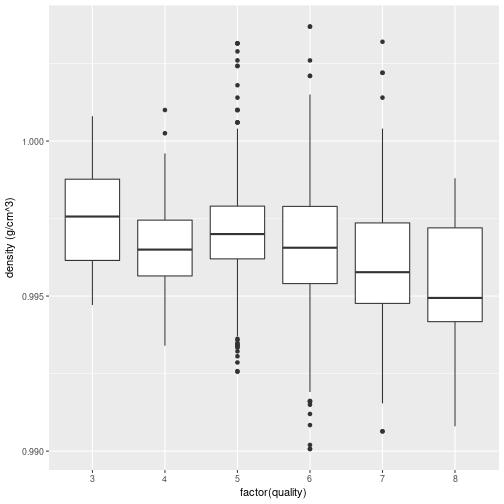 density (g/cm^3)
1.000
0.995
0.990
3 4 5 6 7 8
factor(quality)